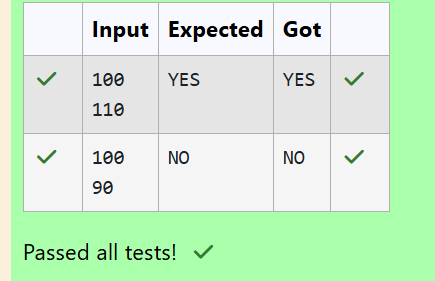 Input Expected Got
100 YES YES
110
100 NO NO
90
Passed all tests!